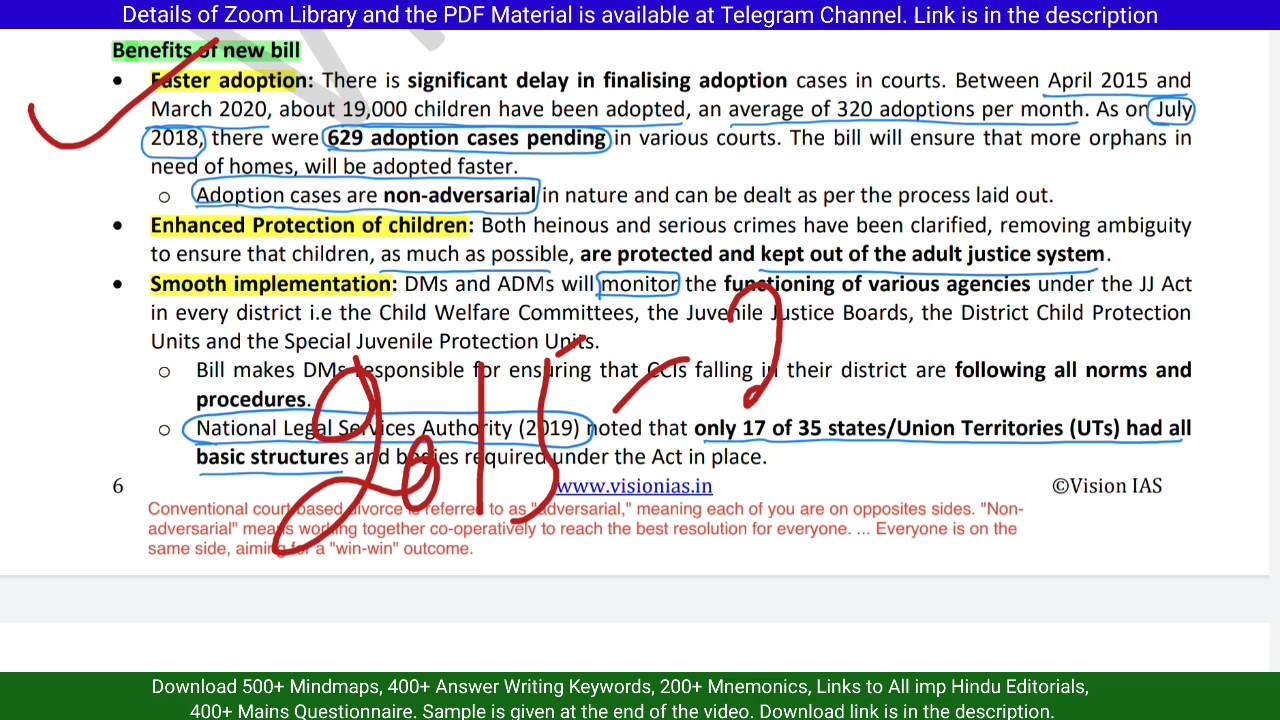 Details of Zoom Library and the PDF Material is available at Telegram Channel. Link is in the description
Benefits of new bill
• Faster adoption: There is significant delay in finalising adoption cases in courts. Between April 2015 and
March 2020, about 19,000 children have been adopted, an average of 320 adoptions per month. As on July
2018, there were 629 adoption cases pending in various courts. The bill will ensure that more orphans in
need of homes, will be adopted faster.
o Adoption cases are non-adversarial in nature and can be dealt as per the process laid out.
• Enhanced Protection of children: Both heinous and serious crimes have been clarified, removing ambiguity
to ensure that children, as much as possible, are protected and kept out of the adult justice system.
• Smooth implementation: DMs and ADMs will monitor the functioning of various agencies under the JJ Act
in every district i.e the Child Welfare Committees, the Juvenile Justice Boards, the District Child Protection
Units and the Special Juvenile Protection Units.
o Bill makes DMs responsible for ensuring that CCIs falling in their district are following all norms and
procedures.
o National Legal Services Authority (2019) noted that only 17 of 35 states/Union Territories (UTs) had all
basic structures and bodies required under the Act in place.
2015 - 2
6 www.visionias.in ©Vision IAS
Conventional court based divorce is referred to as "adversarial," meaning each of you are on opposites sides. "Non-
adversarial" means working together co-operatively to reach the best resolution for everyone. ... Everyone is on the
same side, aiming for a "win-win" outcome.
Download 500+ Mindmaps, 400+ Answer Writing Keywords, 200+ Mnemonics, Links to All imp Hindu Editorials,
400+ Mains Questionnaire. Sample is given at the end of the video. Download link is in the description.